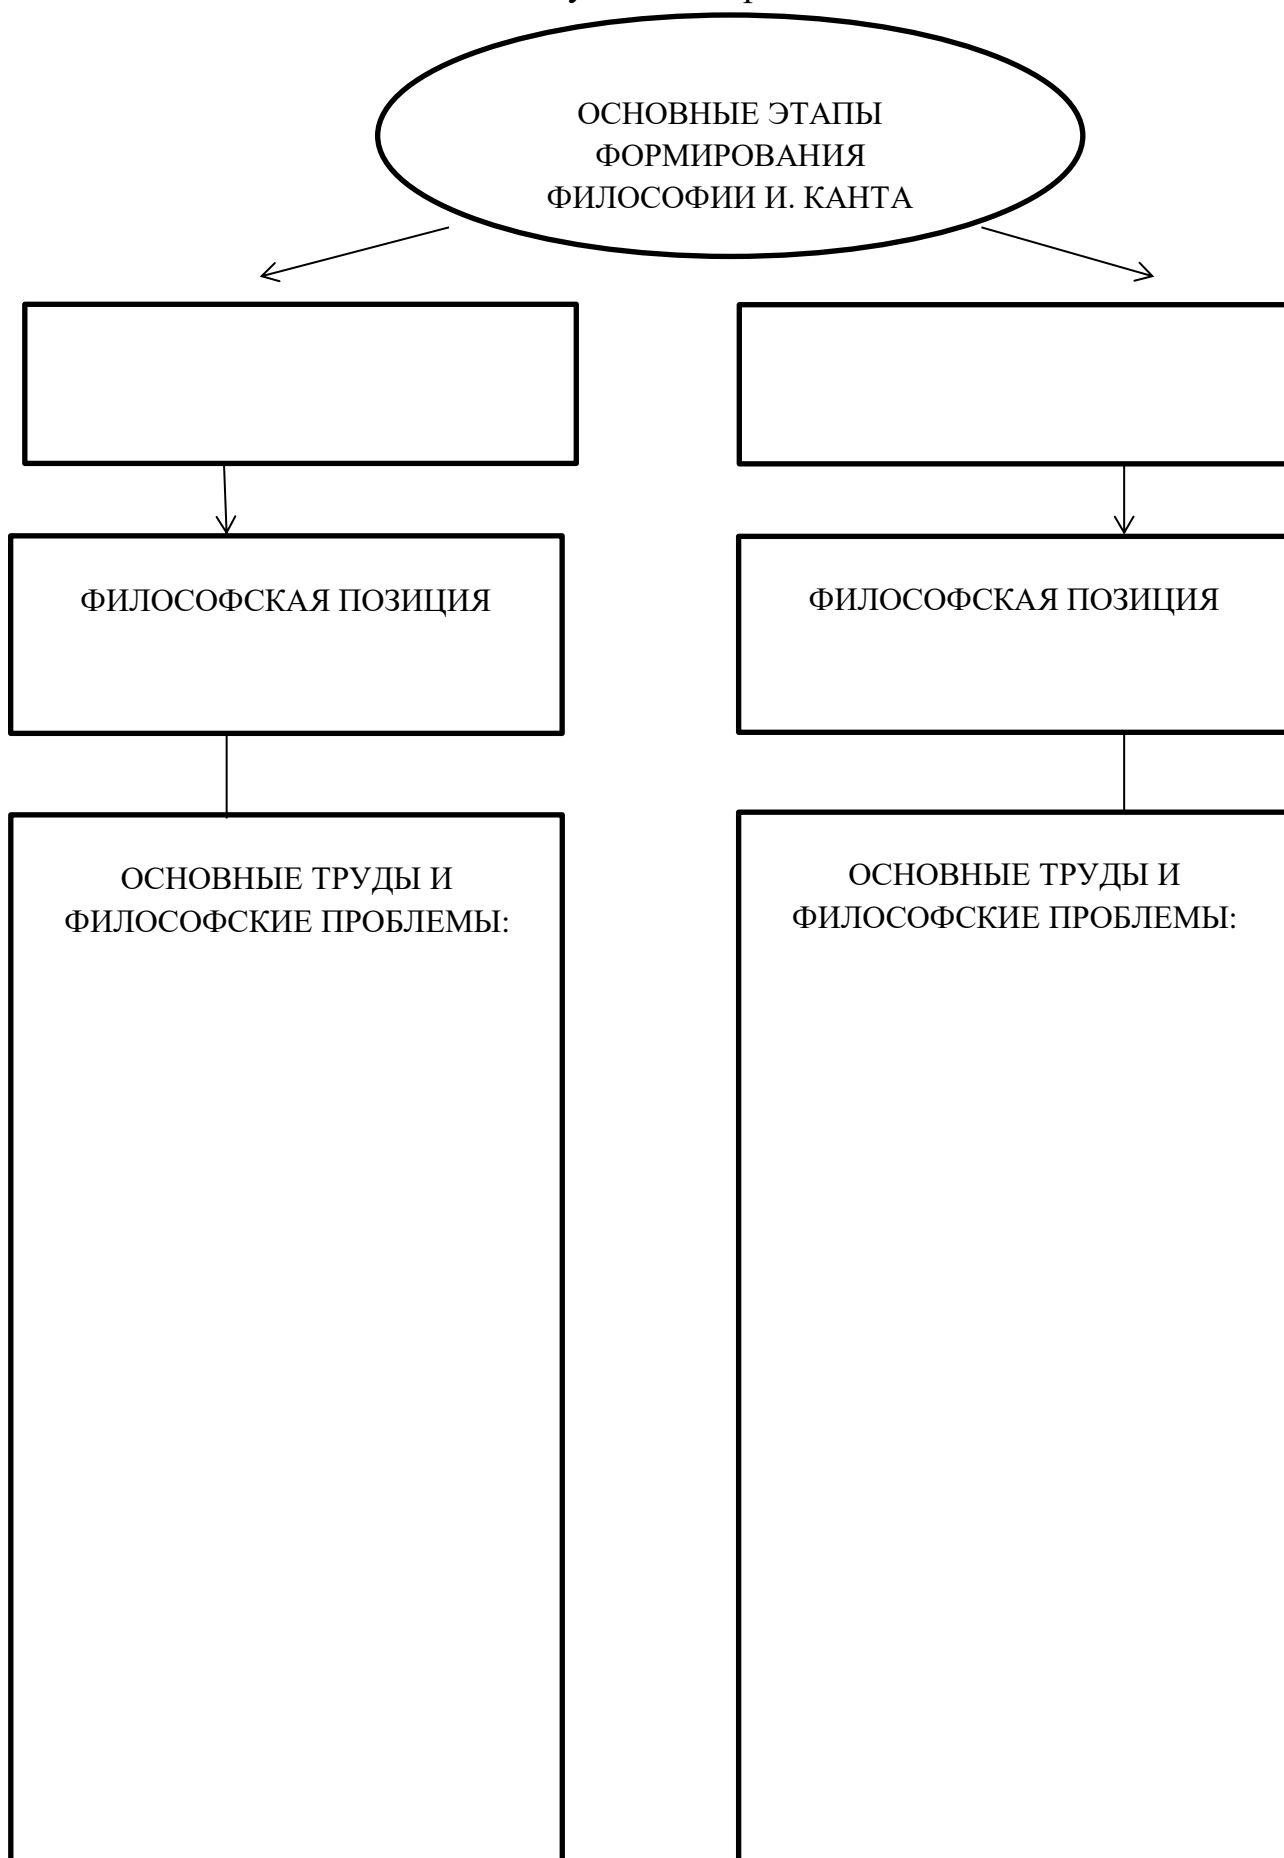 ОСНОВНЫЕ ЭТАПЫ
ФОРМИРОВАНИЯ
ФИЛОСОФИИ И. КАНТА
ФИЛОСОФСКАЯ ПОЗИЦИЯ
ФИЛОСОФСКАЯ ПОЗИЦИЯ
ОСНОВНЫЕ ТРУДЫ И
ФИЛОСОФСКИЕ ПРОБЛЕМЫ:
ОСНОВНЫЕ ТРУДЫ И
ФИЛОСОФСКИЕ ПРОБЛЕМЫ: